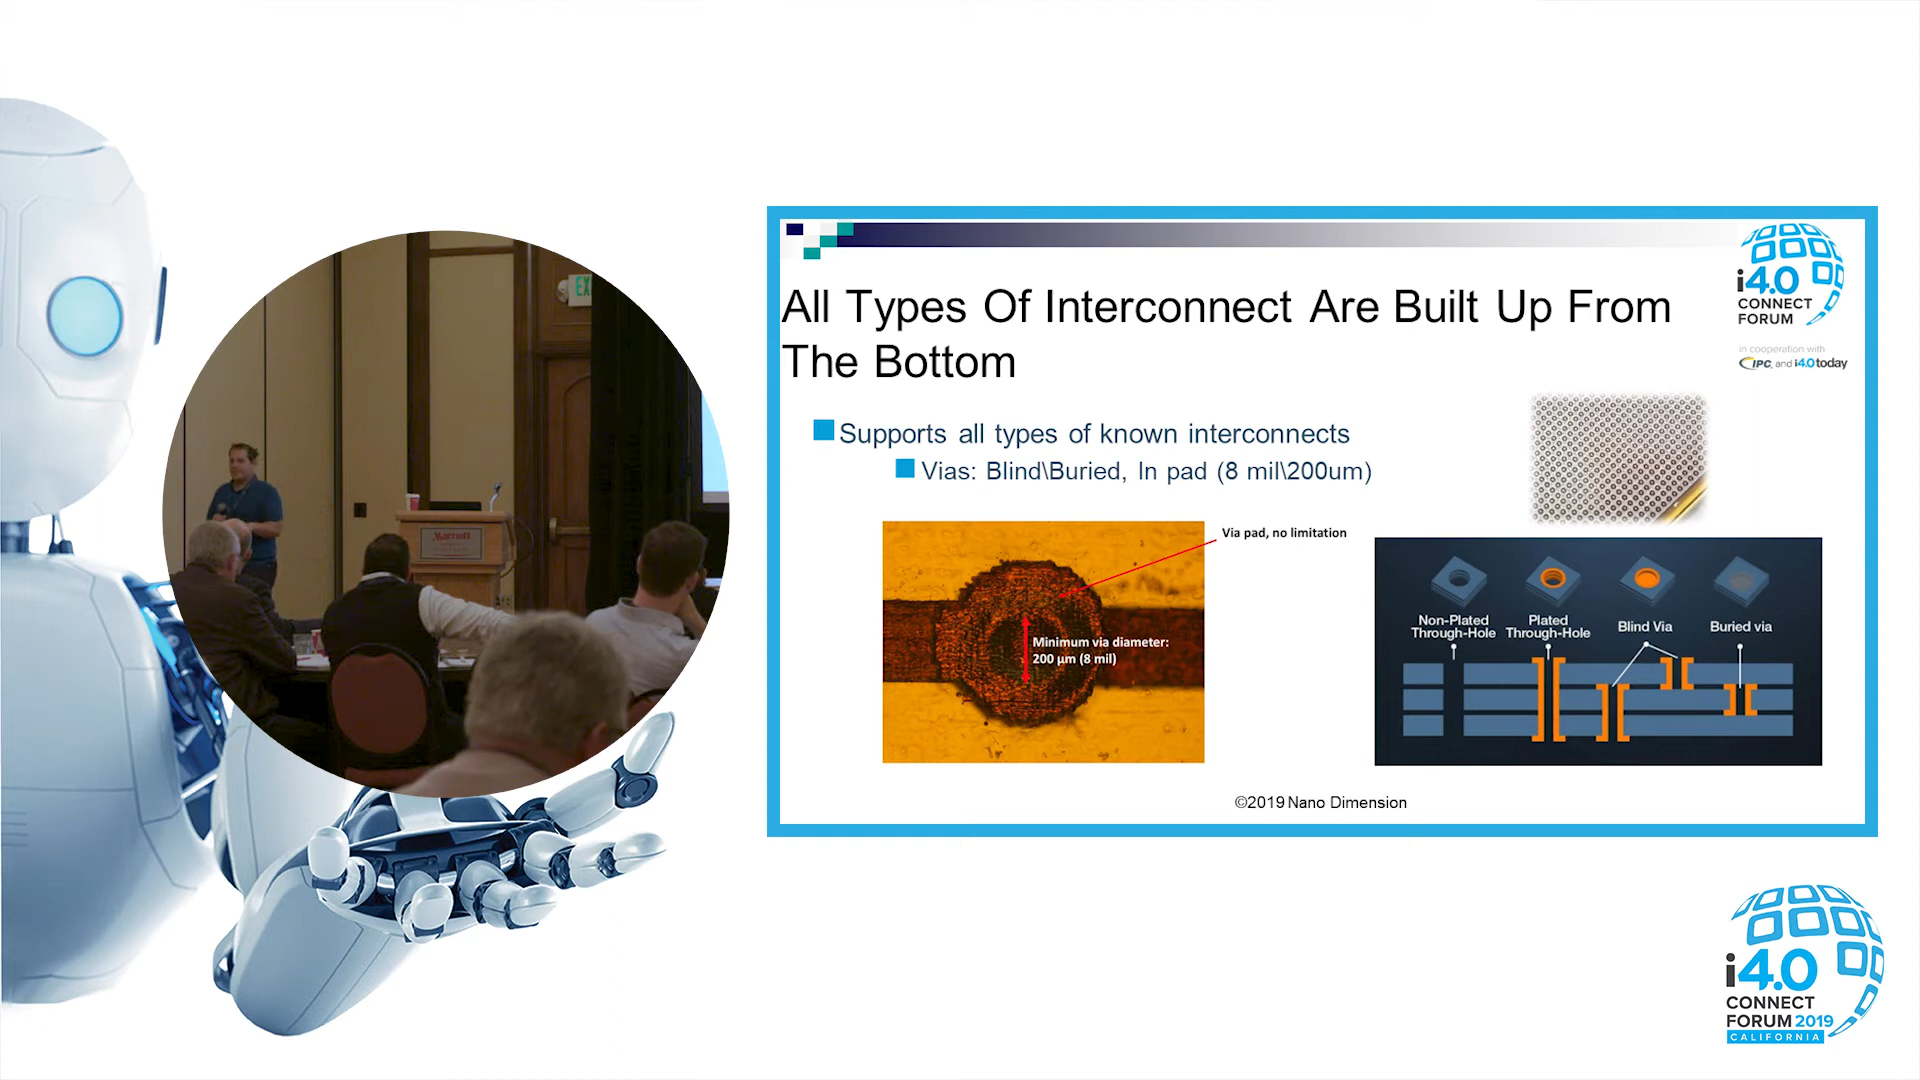 EX
Marriott
i4.0
CONNECT
FORUM
in cooperation with
IPC, and i4.0today
All Types Of Interconnect Are Built Up From
The Bottom
Supports all types of known interconnects
Vias: Blind\Buried, In pad (8 mil\200um)
Via pad, no limitation
Minimum via diameter:
200 µm (8 mil)
Non-Plated
Through-Hole
Plated
Through-Hole
Blind Via
Buried via
©2019 Nano Dimension
i4.0
CONNECT
FORUM 2019
CALIFORNIA